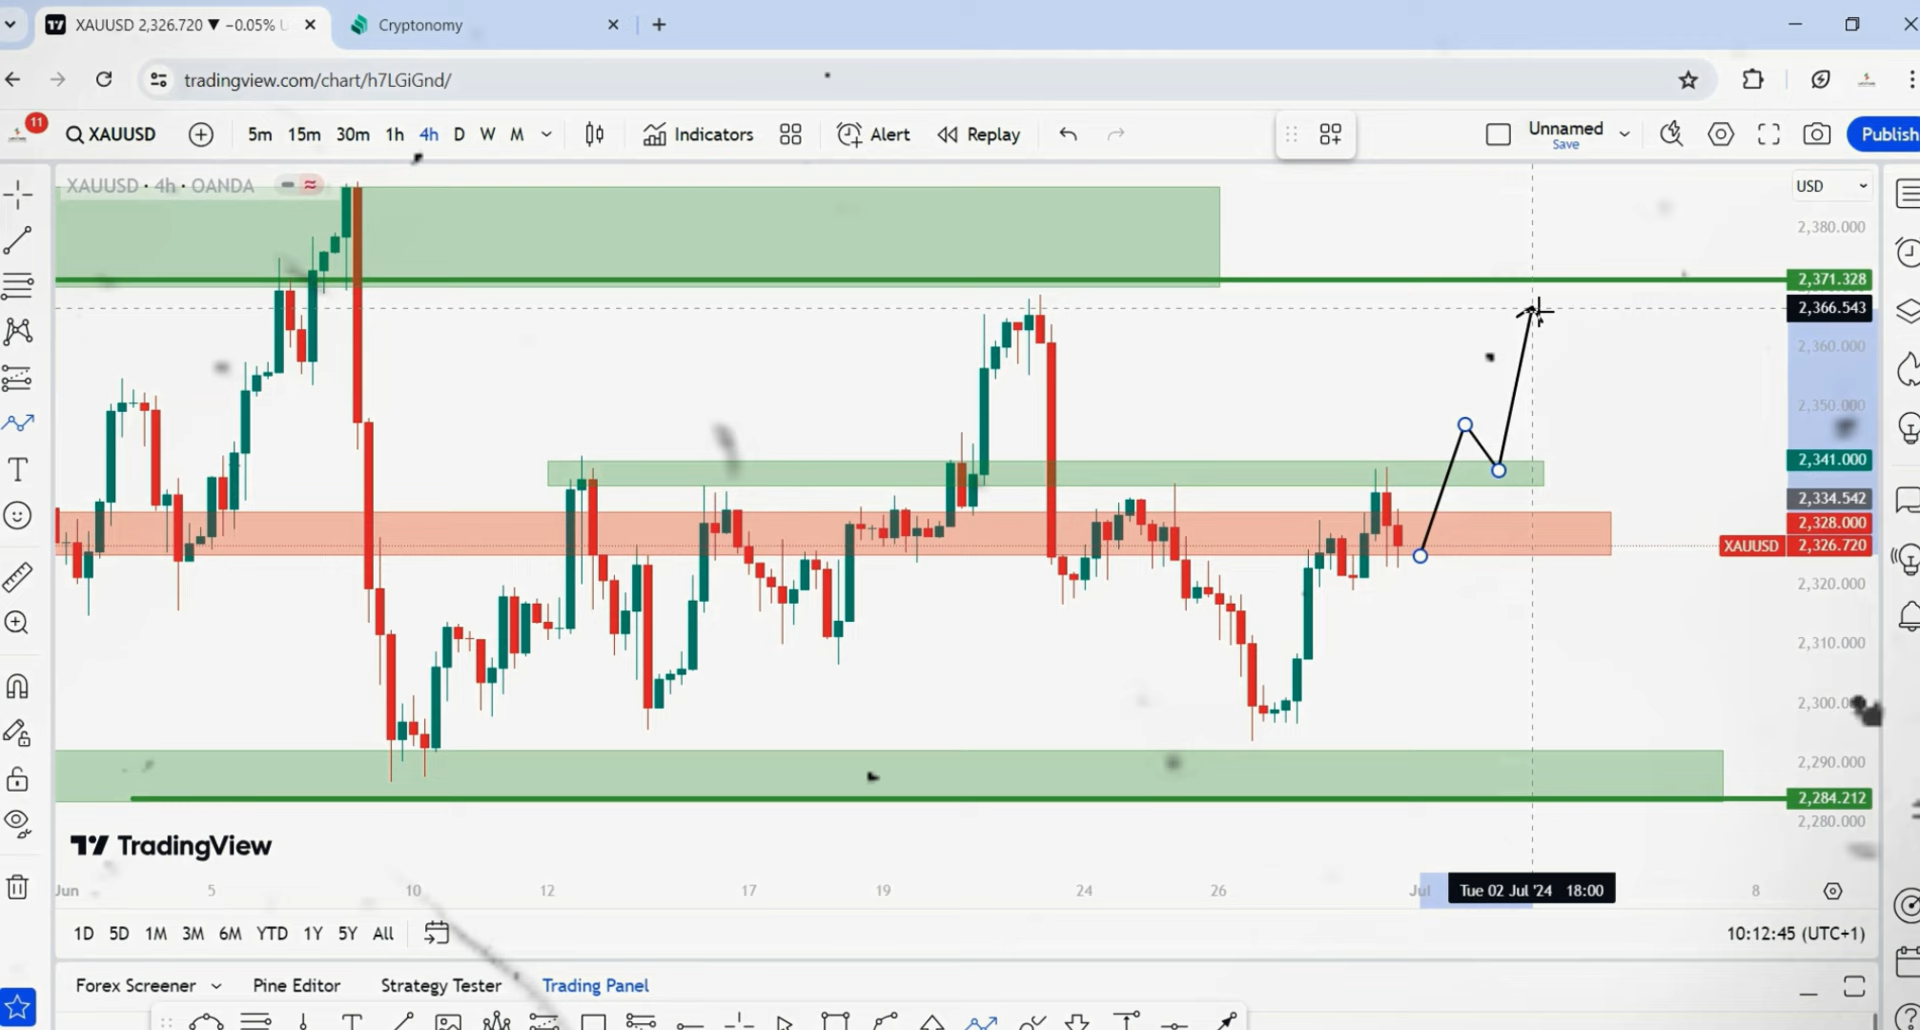 XAUUSD 2,326.720 ▼ −0.05%
Cryptonomy
tradingview.com/chart/h7LGiGnd/
11
XAUUSD
5m 15m 30m 1h 4h D W M
Indicators
Alert
Replay
Unnamed
Save
Publish
XAUUSD · 4h · OANDA
USD
2,380.000
2,371.328
2,366.543
2,360.000
2,350.000
2,341.000
2,334.542
2,328.000
XAUUSD 2,326.720
2,320.000
2,310.000
2,300.0
2,290.000
2,284.212
2,280.000
TradingView
Jun 5 10 12 17 19 24 26 Jul Tue 02 Jul '24 18:00 8
1D 5D 1M 3M 6M YTD 1Y 5Y All
10:12:45 (UTC+1)
Forex Screener Pine Editor Strategy Tester Trading Panel